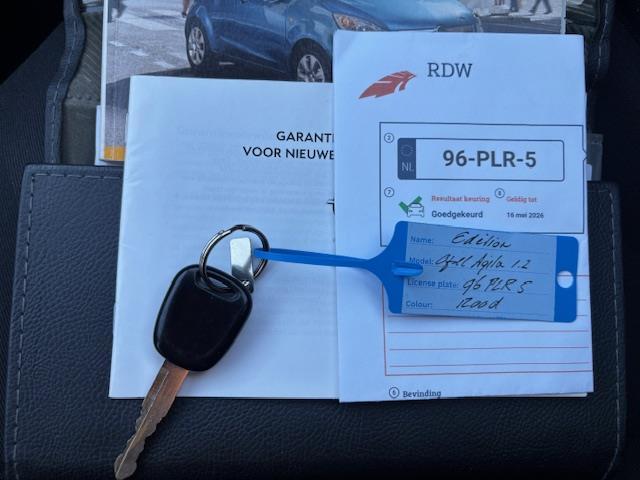 RDW
GARANTI
VOOR NIEUWE
NL
96-PLR-5
Resultaat keuring
Geldig tot
Goedgekeurd
16 mei 2026
Name: Edition
Model: Opel Agila 1.2
License plate: 96 PLR 5
Colour: Rood
Bevinding